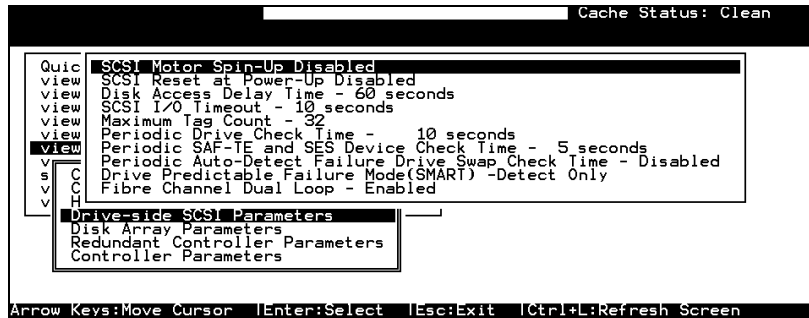 Cache Status: Clean
Quic
view
view
view
view
view
v
s C
v C
v H
SCSI Motor Spin-Up Disabled
SCSI Reset at Power-Up Disabled
Disk Access Delay Time - 60 seconds
SCSI I/O Timeout - 10 seconds
Maximum Tag Count - 32
Periodic Drive Check Time - 10 seconds
Periodic SAF-TE and SES Device Check Time - 5 seconds
Periodic Auto-Detect Failure Drive Swap Check Time - Disabled
Drive Predictable Failure Mode(SMART) -Detect Only
Fibre Channel Dual Loop - Enabled
Drive-side SCSI Parameters
Disk Array Parameters
Redundant Controller Parameters
Controller Parameters
Arrow Keys:Move Cursor |Enter:Select |Esc:Exit |Ctrl+L:Refresh Screen